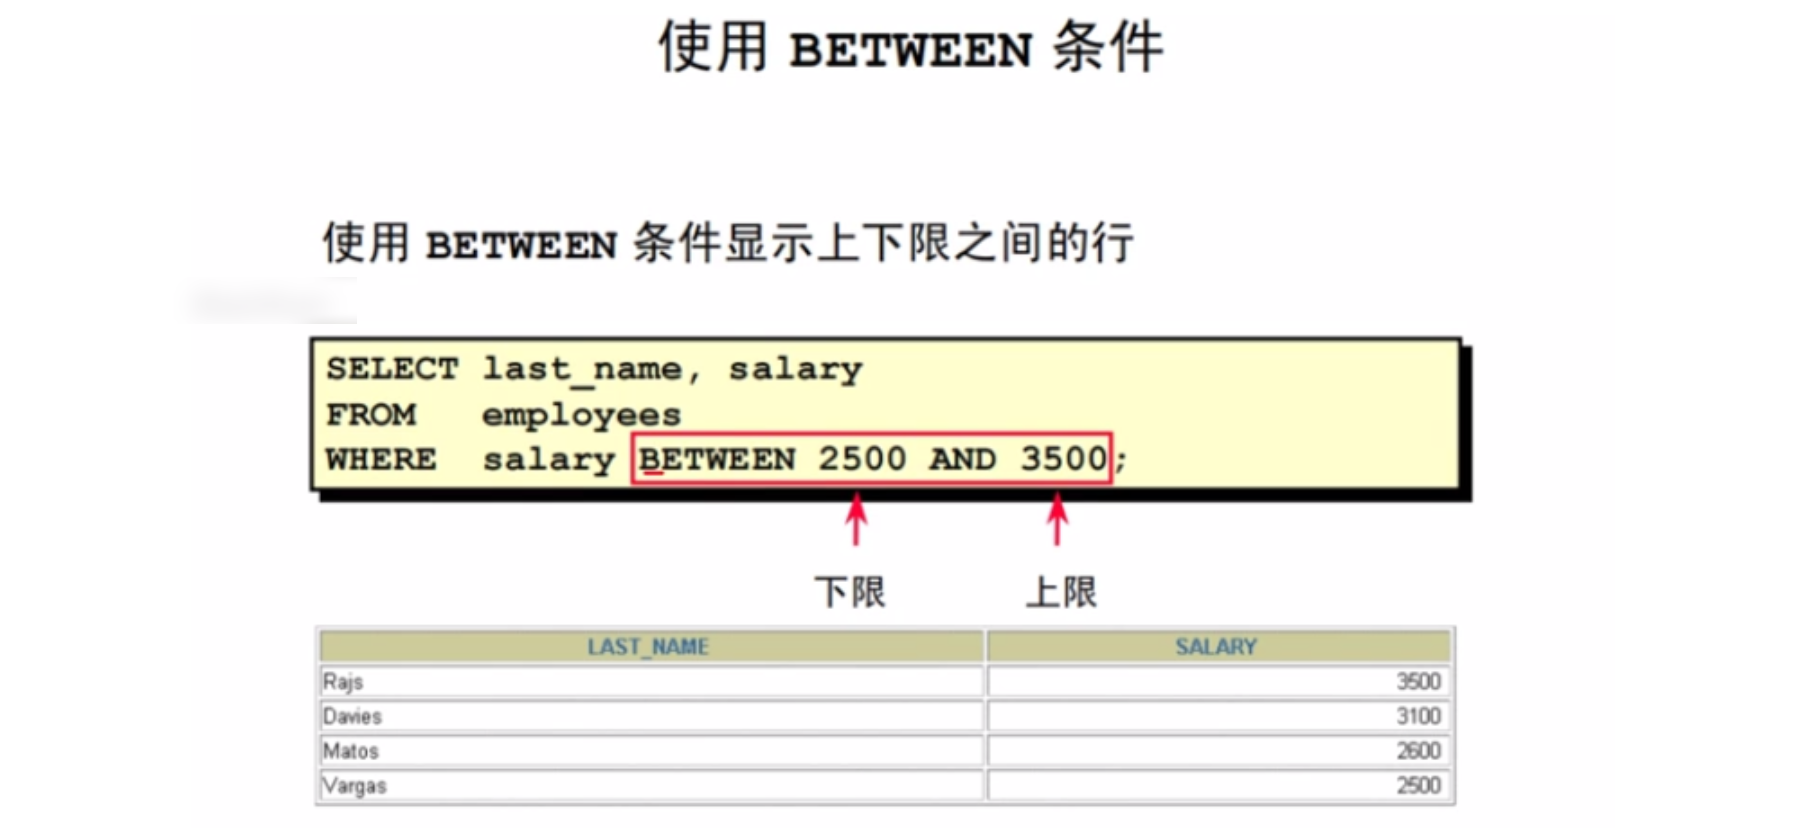 使用 BETWEEN 条件
使用 BETWEEN 条件显示上下限之间的行
SELECT last_name, salary
FROM employees
WHERE salary BETWEEN 2500 AND 3500;
下限 上限
LAST_NAME SALARY
Rajs 3500
Davies 3100
Matos 2600
Vargas 2500